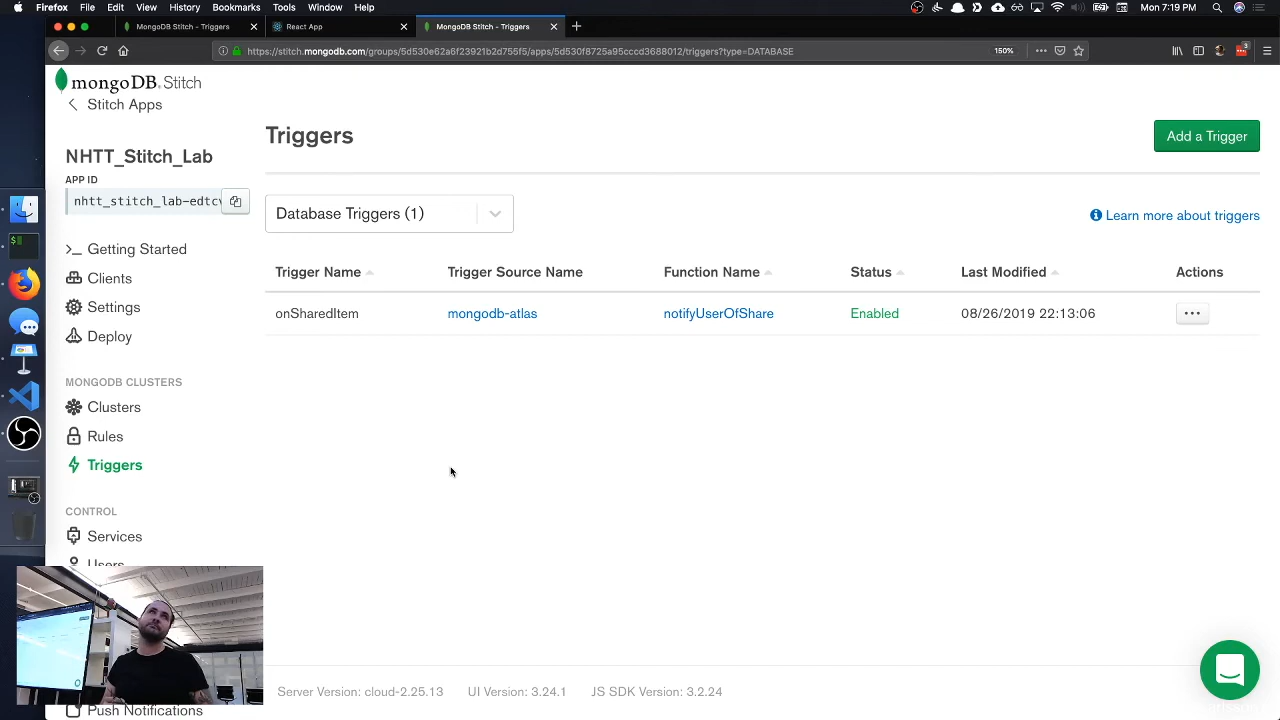 Firefox File Edit View History Bookmarks Tools Window Help
Mon 7:19 PM
MongoDB Stitch - Triggers
React App
MongoDB Stitch - Triggers
https://stitch.mongodb.com/groups/5d530e62a6f23921b2d755f5/apps/5d530f8725a95cccd3688012/triggers?type=DATABASE
150%
mongoDB. Stitch
Stitch Apps
NHTT_Stitch_Lab
APP ID
nhtt_stitch_lab-edtcv
Getting Started
Clients
Settings
Deploy
MONGODB CLUSTERS
Clusters
Rules
Triggers
CONTROL
Services
Users
Push Notifications
Triggers
Add a Trigger
Database Triggers (1)
Learn more about triggers
Trigger Name Trigger Source Name Function Name Status Last Modified Actions
onSharedItem mongodb-atlas notifyUserOfShare Enabled 08/26/2019 22:13:06
Server Version: cloud-2.25.13 UI Version: 3.24.1 JS SDK Version: 3.2.24